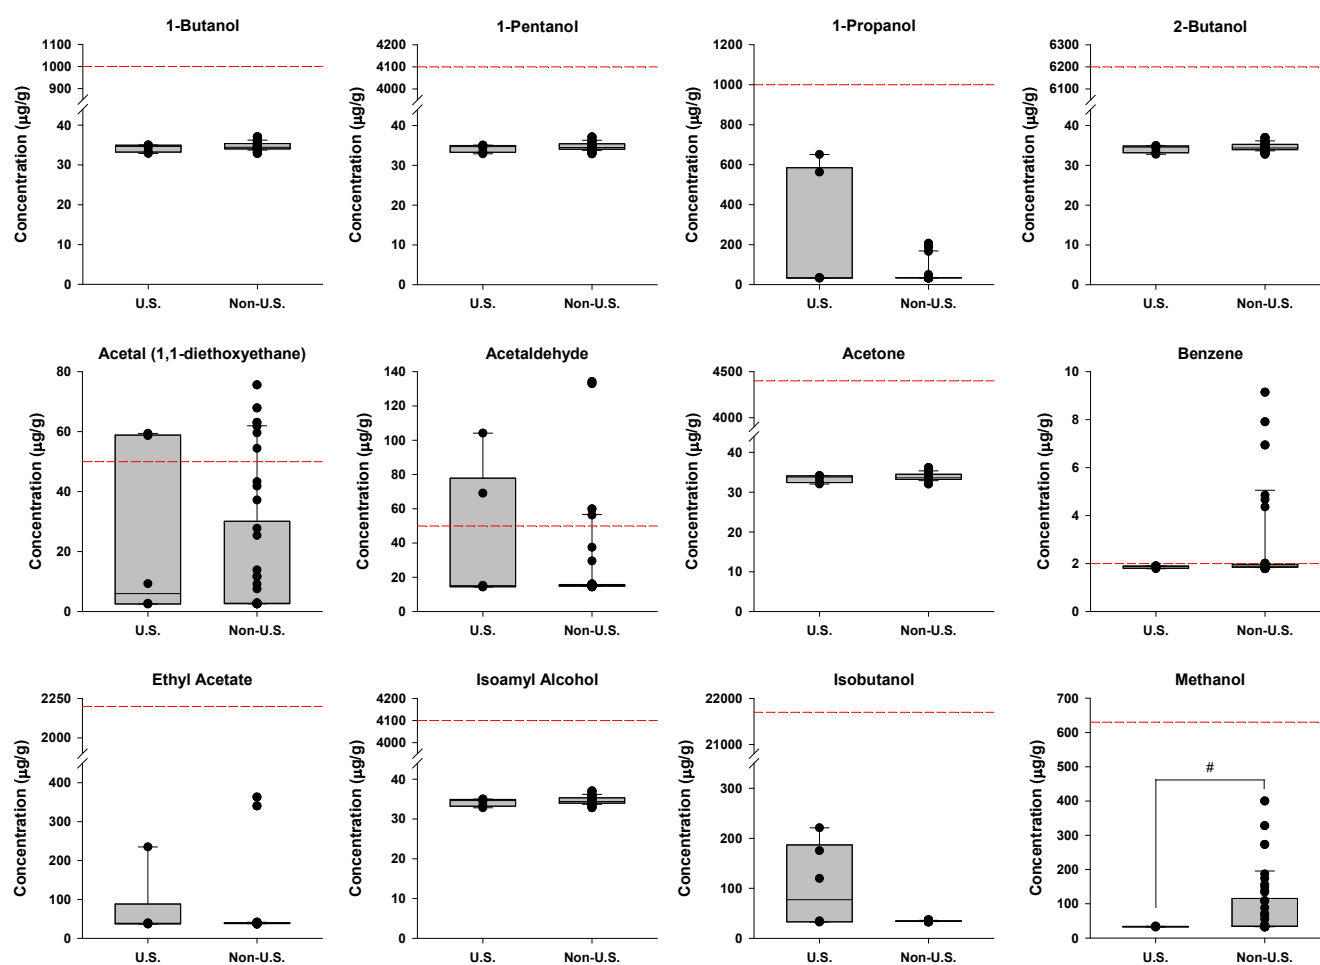 1-Butanol
1100
1000
900
40
30
20
10
0
Concentration (µg/g)
U.S.
Non-U.S.
1-Pentanol
4200
4100
4000
40
30
20
10
0
Concentration (µg/g)
U.S.
Non-U.S.
1-Propanol
1200
1000
800
600
400
200
0
Concentration (µg/g)
U.S.
Non-U.S.
2-Butanol
6300
6200
6100
40
30
20
10
0
Concentration (µg/g)
U.S.
Non-U.S.
Acetal (1,1-diethoxyethane)
80
60
40
20
0
Concentration (µg/g)
U.S.
Non-U.S.
Acetaldehyde
140
120
100
80
60
40
20
0
Concentration (µg/g)
U.S.
Non-U.S.
Acetone
4500
4000
40
30
20
10
0
Concentration (µg/g)
U.S.
Non-U.S.
Benzene
10
8
6
4
2
0
Concentration (µg/g)
U.S.
Non-U.S.
Ethyl Acetate
2250
2000
400
300
200
100
0
Concentration (µg/g)
U.S.
Non-U.S.
Isoamyl Alcohol
4200
4100
4000
40
30
20
10
0
Concentration (µg/g)
U.S.
Non-U.S.
Isobutanol
22000
21000
300
200
100
0
Concentration (µg/g)
U.S.
Non-U.S.
Methanol
700
600
500
400
300
200
100
0
#
Concentration (µg/g)
U.S.
Non-U.S.